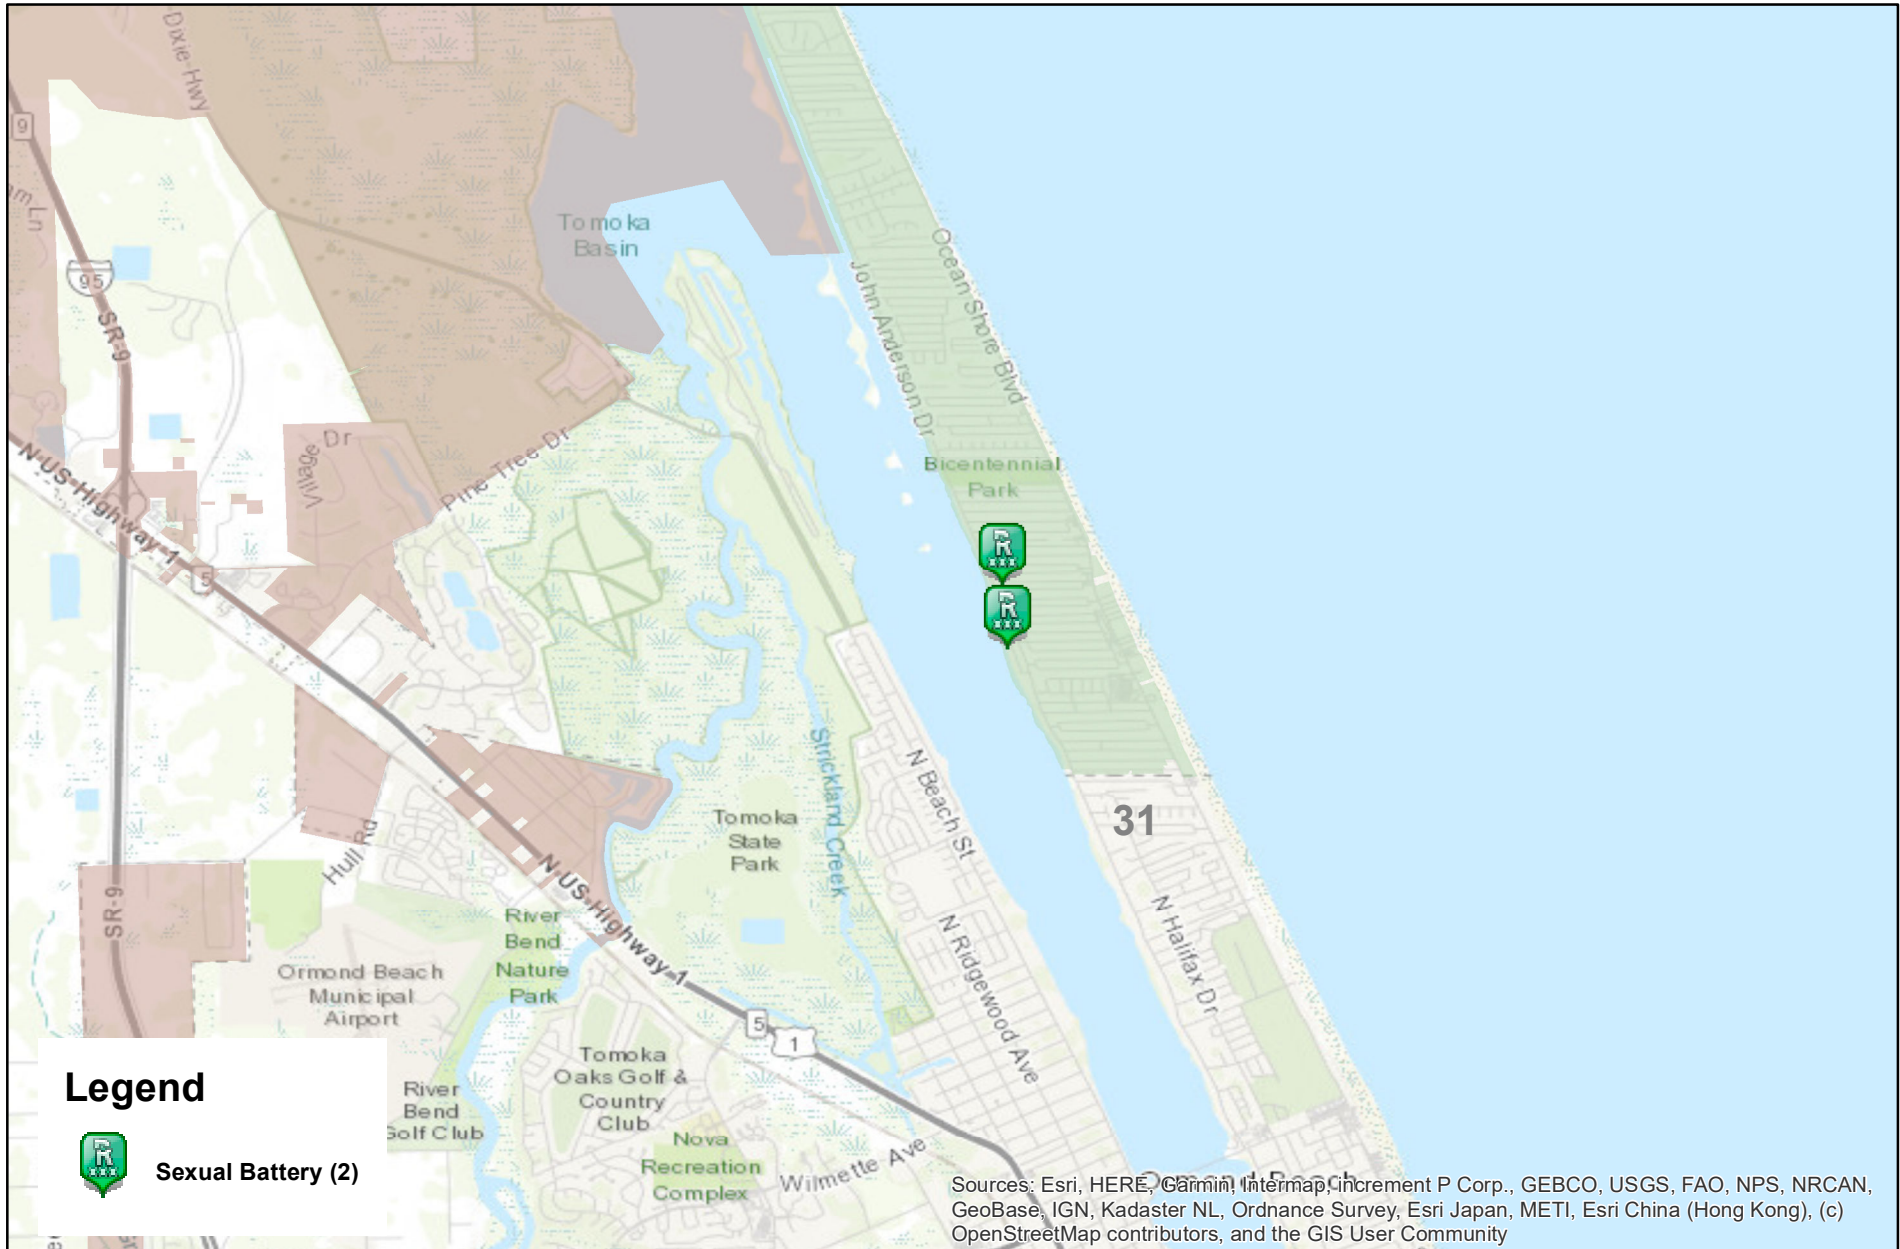 Dixie-Hwy
9
Tomoka
Basin
Ocean Shore Blvd
John Anderson Dr
95
SR-9
Village Dr
Pine Tree Dr
N-US-Highway-1
5
Bicentennial
Park
R
R
31
Strickland Creek
N Beach St
Tomoka
State
Park
Hull Rd
SR-9
N-US-Highway-1
River
Bend
Nature
Park
N Ridgewood Ave
N Halifax Dr
Ormond Beach
Municipal
Airport
5
1
Tomoka
Oaks Golf &
Country
Club
River
Bend
Golf Club
Nova
Recreation
Complex
Wilmette Ave
Ormond Beach
Legend
R
Sexual Battery (2)
Sources: Esri, HERE, Garmin, Intermap, increment P Corp., GEBCO, USGS, FAO, NPS, NRCAN,
GeoBase, IGN, Kadaster NL, Ordnance Survey, Esri Japan, METI, Esri China (Hong Kong), (c)
OpenStreetMap contributors, and the GIS User Community